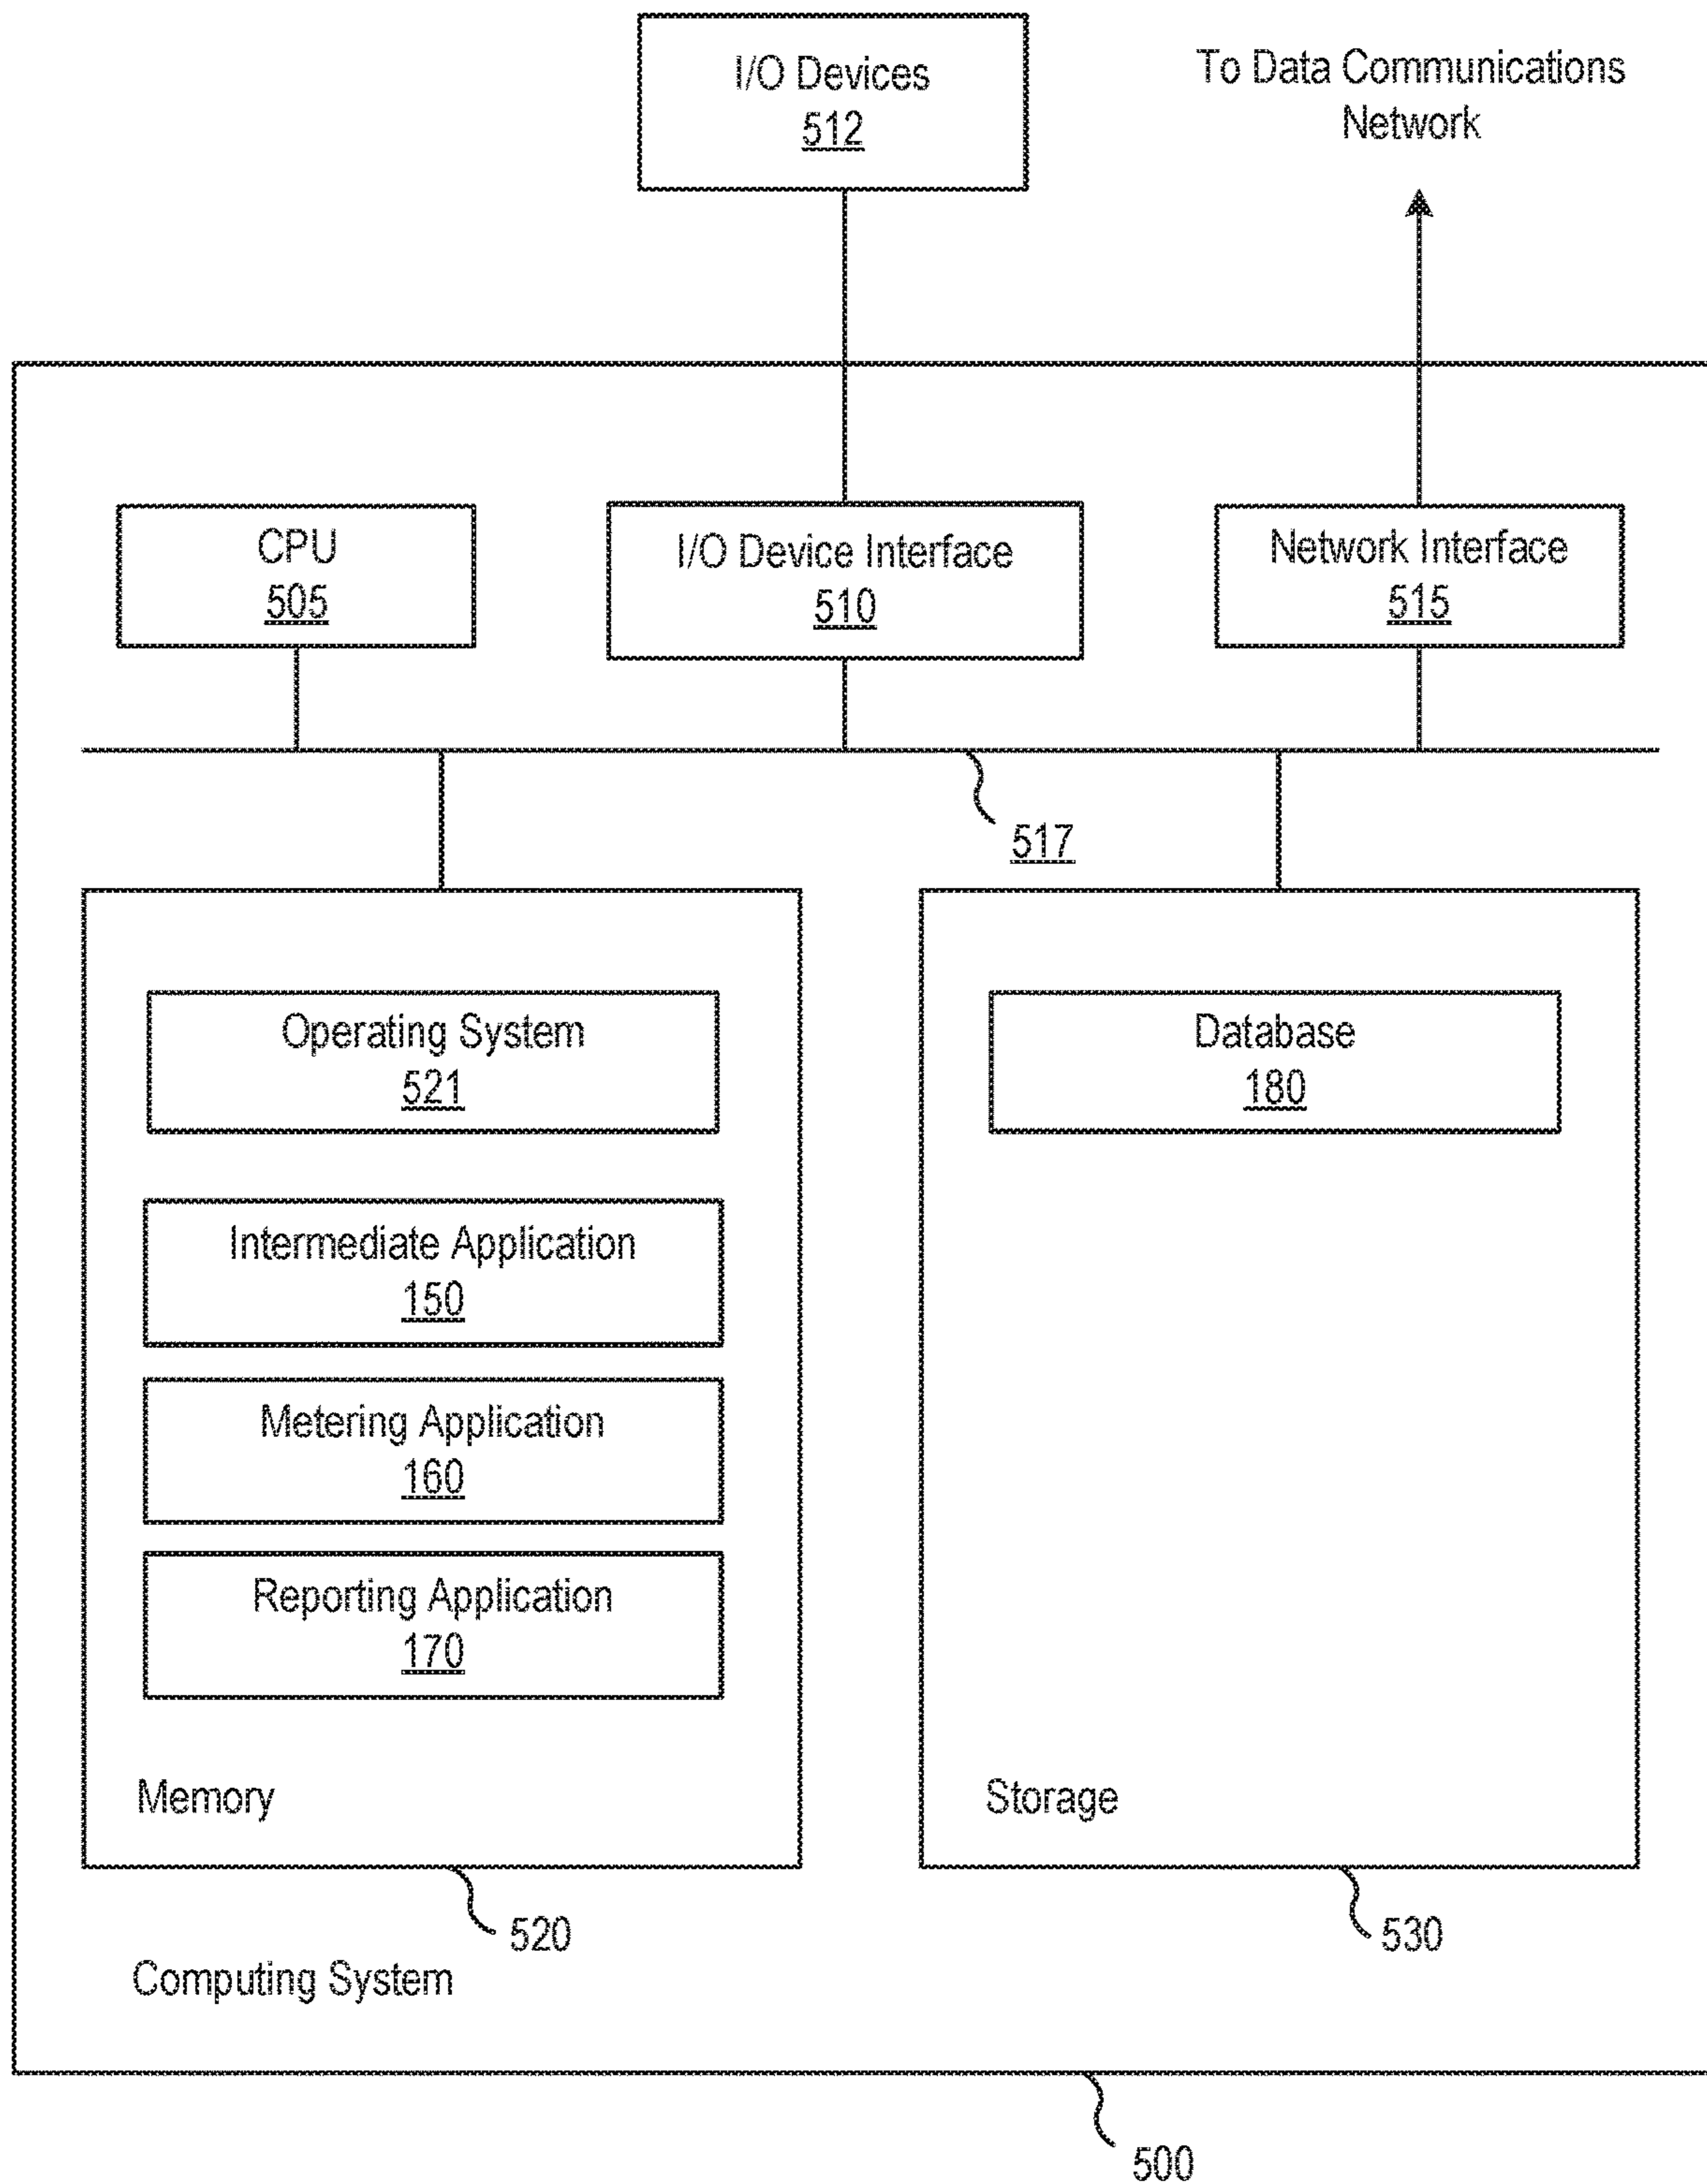 I/O Devices
512
To Data Communications
Network
CPU
505
I/O Device Interface
510
Network Interface
515
517
Operating System
521
Intermediate Application
150
Metering Application
160
Reporting Application
170
Memory
520
Database
180
Storage
530
Computing System
500